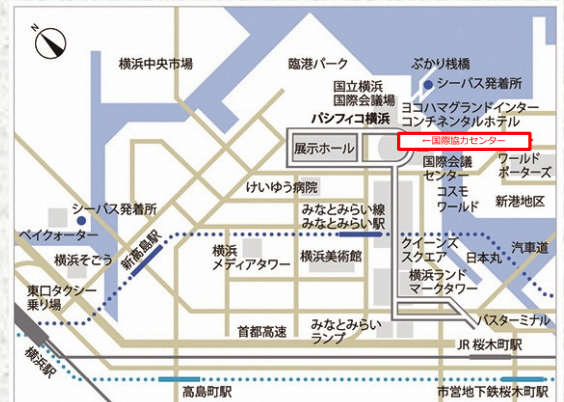 横浜中央市場
臨港パーク
ぷかり桟橋
シーバス発着所
国立横浜
国際会議場
ヨコハマグランドインター
コンチネンタルホテル
パシフィコ横浜
←国際協力センター
展示ホール
国際会議
センター
ワールド
ポーターズ
けいゆう病院
コスモ
ワールド
新港地区
シーバス発着所
みなとみらい線
みなとみらい駅
ベイクォーター
新高島駅
横浜
メディアタワー
横浜美術館
クイーンズ
スクエア
日本丸
汽車道
横浜そごう
横浜ランド
マークタワー
東口タクシー
乗り場
バスターミナル
首都高速
みなとみらい
ランプ
JR 桜木町駅
横浜駅
高島町駅
市営地下鉄桜木町駅